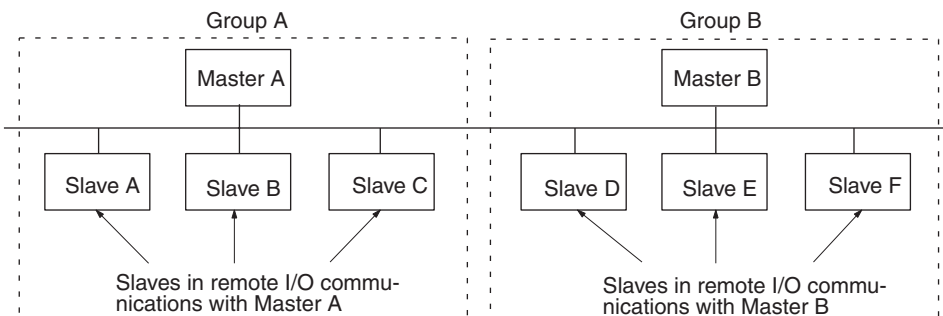 Group A
Group B
Master A
Master B
Slave A
Slave B
Slave C
Slave D
Slave E
Slave F
Slaves in remote I/O commu-
nications with Master A
Slaves in remote I/O commu-
nications with Master B